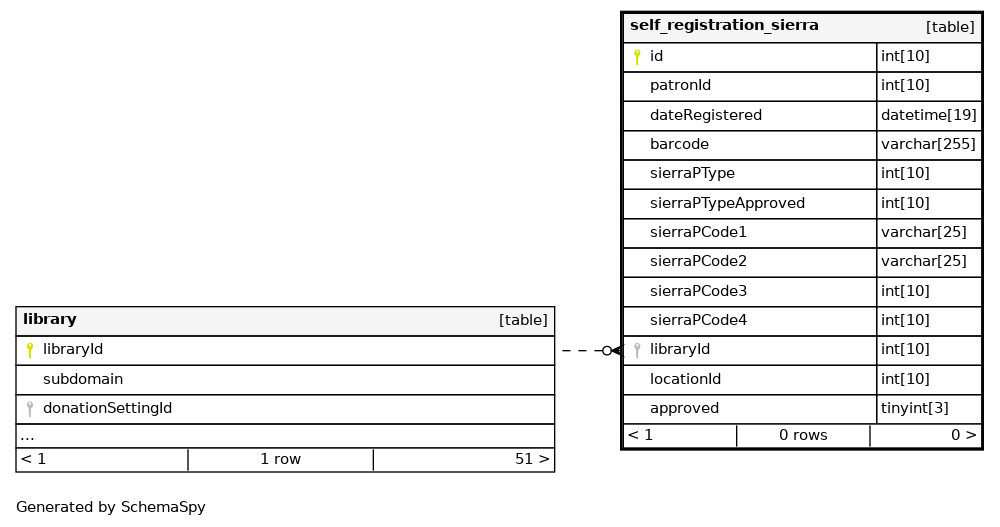 self_registration_sierra [table]
id int[10]
patronId int[10]
dateRegistered datetime[19]
barcode varchar[255]
sierraPType int[10]
sierraPTypeApproved int[10]
sierraPCode1 varchar[25]
sierraPCode2 varchar[25]
sierraPCode3 int[10]
sierraPCode4 int[10]
libraryId int[10]
locationId int[10]
approved tinyint[3]
< 1 0 rows 0 >
library [table]
libraryId
subdomain
donationSettingId
...
< 1 1 row 51 >
Generated by SchemaSpy